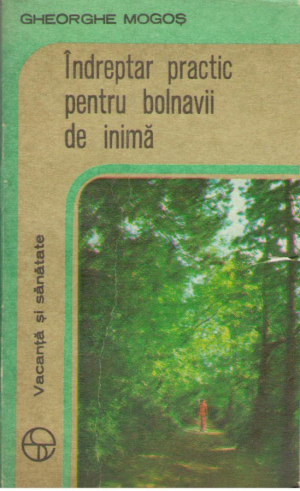 GHEORGHE MOGOȘ
Îndreptar practic
pentru bolnavii
de inimă
Vacanță și sănătate